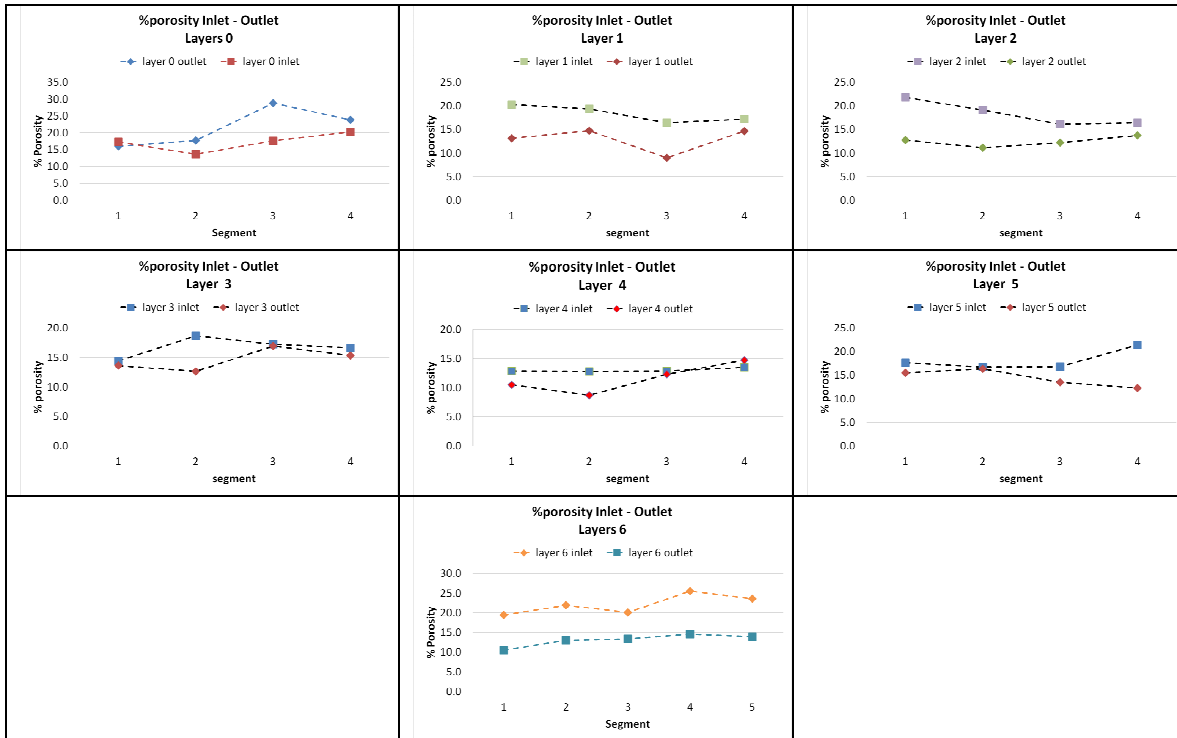 %porosity Inlet - Outlet
Layers 0
layer 0 outlet layer 0 inlet
35.0
30.0
25.0
20.0
15.0
10.0
5.0
0.0
% Porosity
1 2 3 4
Segment
%porosity Inlet - Outlet
Layer 1
layer 1 inlet layer 1 outlet
25.0
20.0
15.0
10.0
5.0
0.0
% porosity
1 2 3 4
segment
%porosity Inlet - Outlet
Layer 2
layer 2 inlet layer 2 outlet
25.0
20.0
15.0
10.0
5.0
0.0
% porosity
1 2 3 4
segment
%porosity Inlet - Outlet
Layer 3
layer 3 inlet layer 3 outlet
20.0
15.0
10.0
5.0
0.0
% porosity
1 2 3 4
segment
%porosity Inlet - Outlet
Layer 4
layer 4 inlet layer 4 outlet
20.0
15.0
10.0
5.0
0.0
% porosity
1 2 3 4
segment
%porosity Inlet - Outlet
Layer 5
layer 5 inlet layer 5 outlet
25.0
20.0
15.0
10.0
5.0
0.0
% porosity
1 2 3 4
segment
%porosity Inlet - Outlet
Layers 6
layer 6 inlet layer 6 outlet
30.0
25.0
20.0
15.0
10.0
5.0
0.0
% Porosity
1 2 3 4 5
Segment